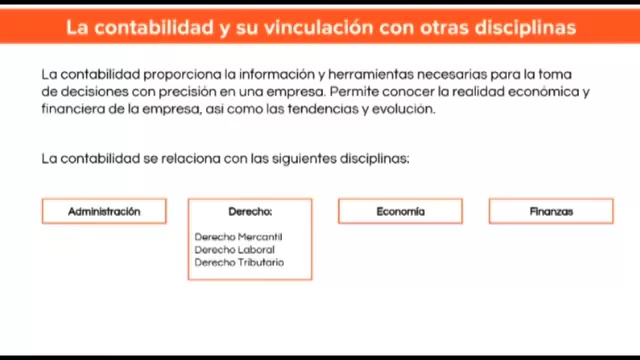 La contabilidad y su vinculación con otras disciplinas
La contabilidad proporciona la información y herramientas necesarias para la toma
de decisiones con precisión en una empresa. Permite conocer la realidad económica y
financiera de la empresa, asi como las tendencias y evolución.
La contabilidad se relaciona con las siguientes disciplinas:
Administración
Derecho:
Derecho Mercantil
Derecho Laboral
Derecho Tributario
Economía
Finanzas